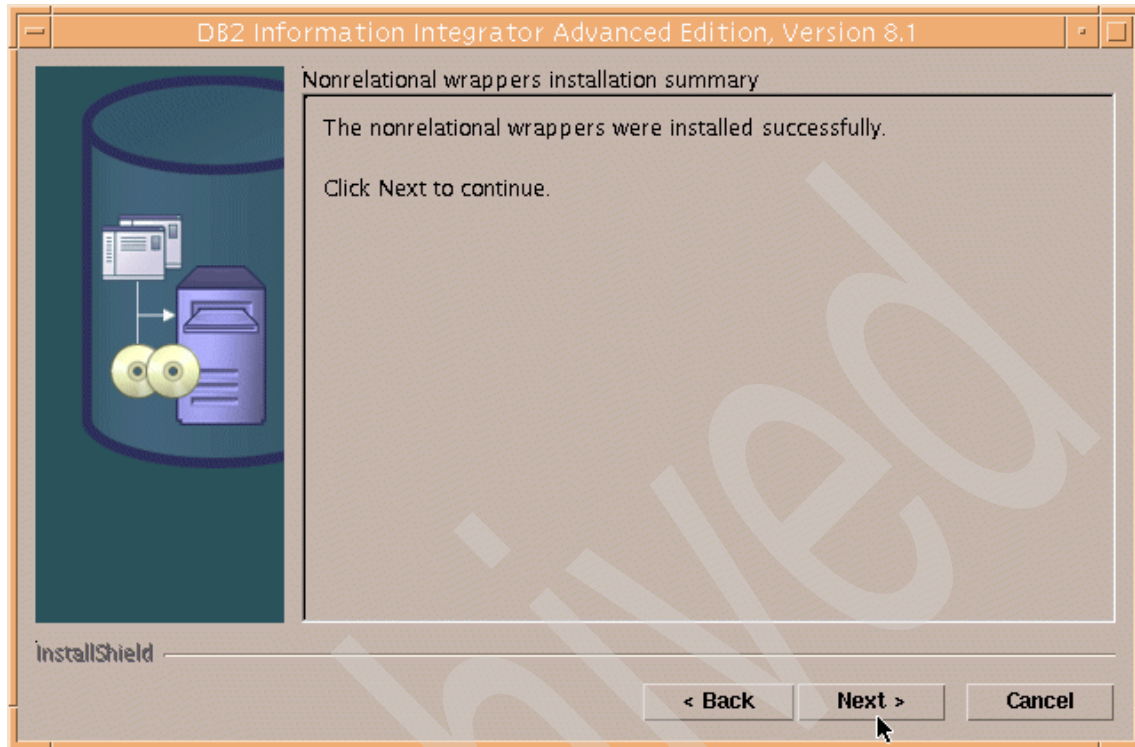 DB2 Information Integrator Advanced Edition, Version 8.1
Nonrelational wrappers installation summary
The nonrelational wrappers were installed successfully.
Click Next to continue.
hived
InstallShield
< Back
Next >
Cancel